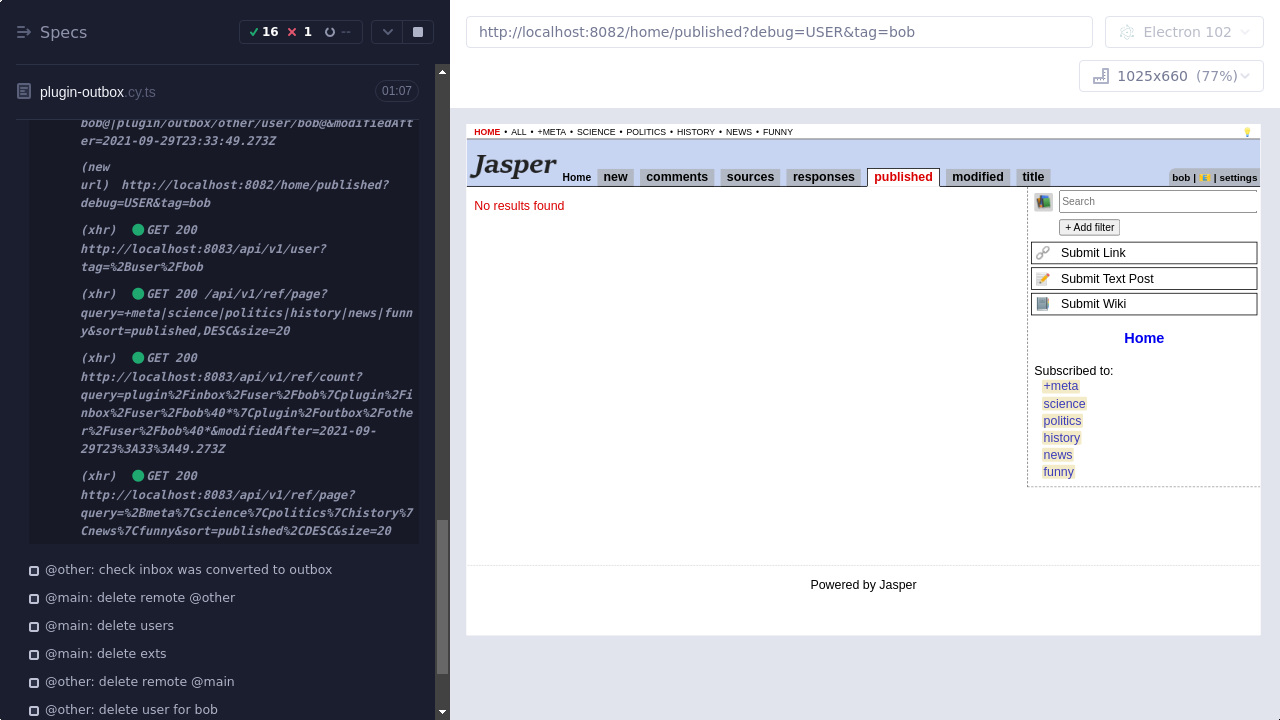 Specs
16
1
--
plugin-outbox.cy.ts
01:07
bob@|plugin/outbox/other/user/bob@&modifiedAft
er=2021-09-29T23:33:49.273Z
(new
url) http://localhost:8082/home/published?
debug=USER&tag=bob
(xhr) GET 200
http://localhost:8083/api/v1/user?
tag=%2Buser%2Fbob
(xhr) GET 200 /api/v1/ref/page?
query=+meta|science|politics|history|news|funn
y&sort=published,DESC&size=20
(xhr) GET 200
http://localhost:8083/api/v1/ref/count?
query=plugin%2Finbox%2Fuser%2Fbob%7Cplugin%2Fi
nbox%2Fuser%2Fbob%40*%7Cplugin%2Foutbox%2Fothe
r%2Fuser%2Fbob%40*&modifiedAfter=2021-09-
29T23%3A33%3A49.273Z
(xhr) GET 200
http://localhost:8083/api/v1/ref/page?
query=%2Bmeta%7Cscience%7Cpolitics%7Chistory%7
Cnews%7Cfunny&sort=published%2CDESC&size=20
@other: check inbox was converted to outbox
@main: delete remote @other
@main: delete users
@main: delete exts
@other: delete remote @main
@other: delete user for bob
http://localhost:8082/home/published?debug=USER&tag=bob
Electron 102
1025x660 (77%)
HOME • ALL • +META • SCIENCE • POLITICS • HISTORY • NEWS • FUNNY
Jasper
Home new comments sources responses published modified title
bob | | settings
No results found
Search
+ Add filter
Submit Link
Submit Text Post
Submit Wiki
Home
Subscribed to:
+meta
science
politics
history
news
funny
Powered by Jasper